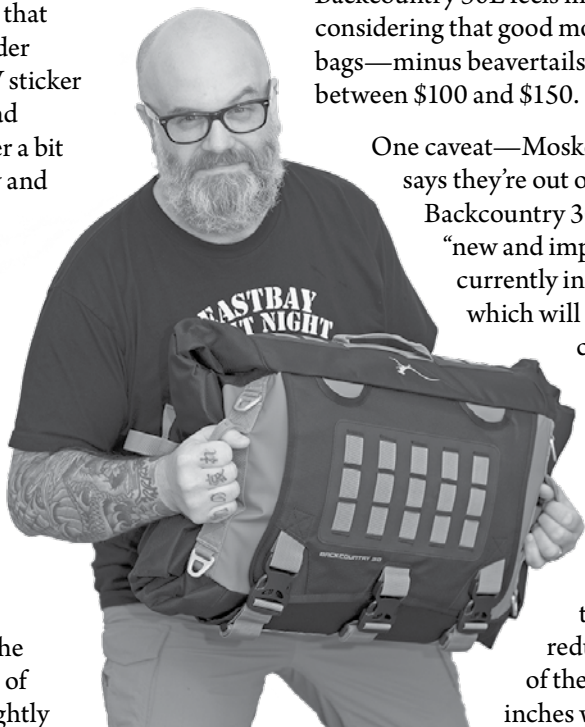 that
der
sticker
er a bit
and
he
of
ghtly
Backcountry 30L feels
considering that good mo
bags—minus beavertails
between $100 and $150.
One caveat—Mosk
says they’re out o
Backcountry 3
“new and imp
currently in
which will
redu
of the
inches
EASTBAY
NIGHT
BACKCOUNTRY 30